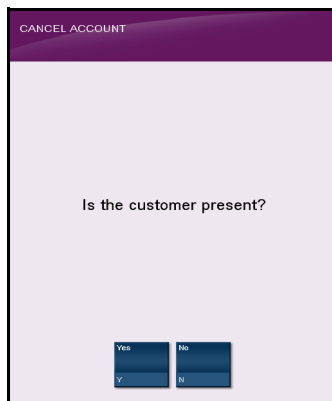 CANCEL ACCOUNT
Is the customer present?
Yes No
Y N